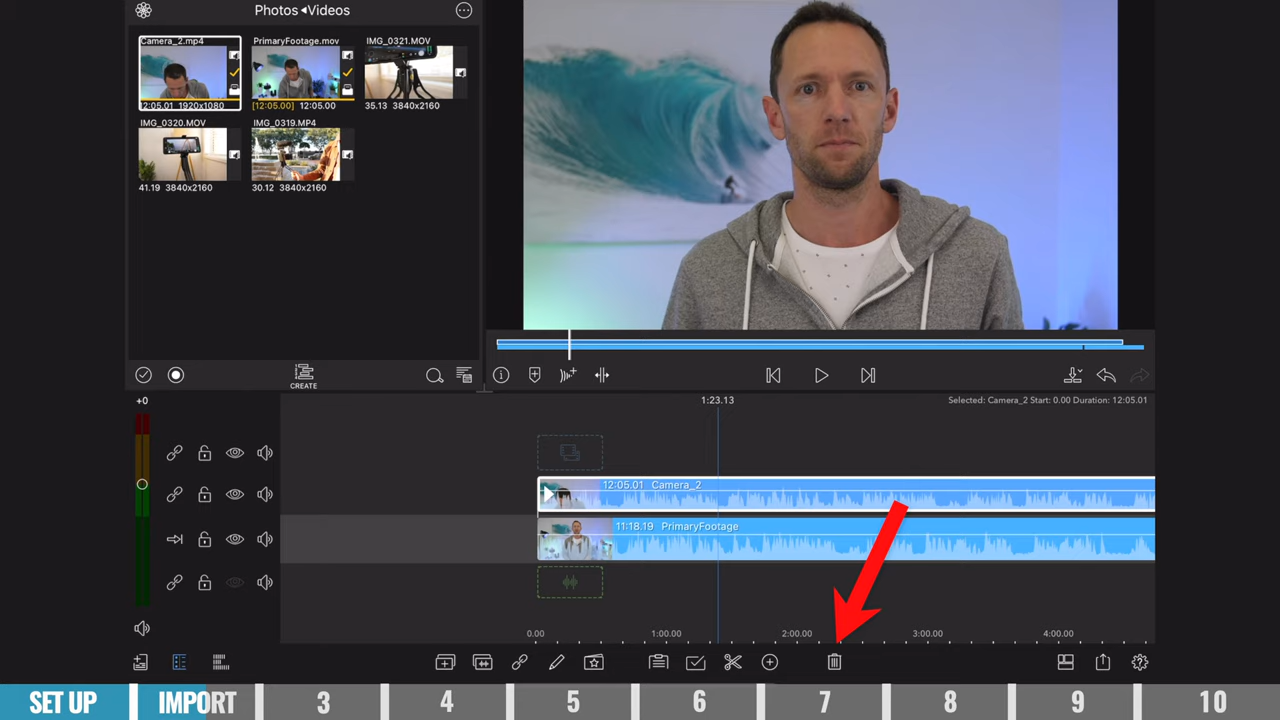 Photos ◂Videos
Camera_2.mp4
PrimaryFootage.mov
IMG_0321.MOV
12:05.01 1920x1080
[12:05.00] 12:05.00
35.13 3840x2160
IMG_0320.MOV
IMG_0319.MP4
41.19 3840x2160
30.12 3840x2160
CREATE
+0
1:23.13
Selected: Camera_2 Start: 0.00 Duration: 12:05.01
12:05.01 Camera_2
11:18.19 PrimaryFootage
0.00
1:00.00
2:00.00
3:00.00
4:00.00
SET UP
IMPORT
3
4
5
6
7
8
9
10